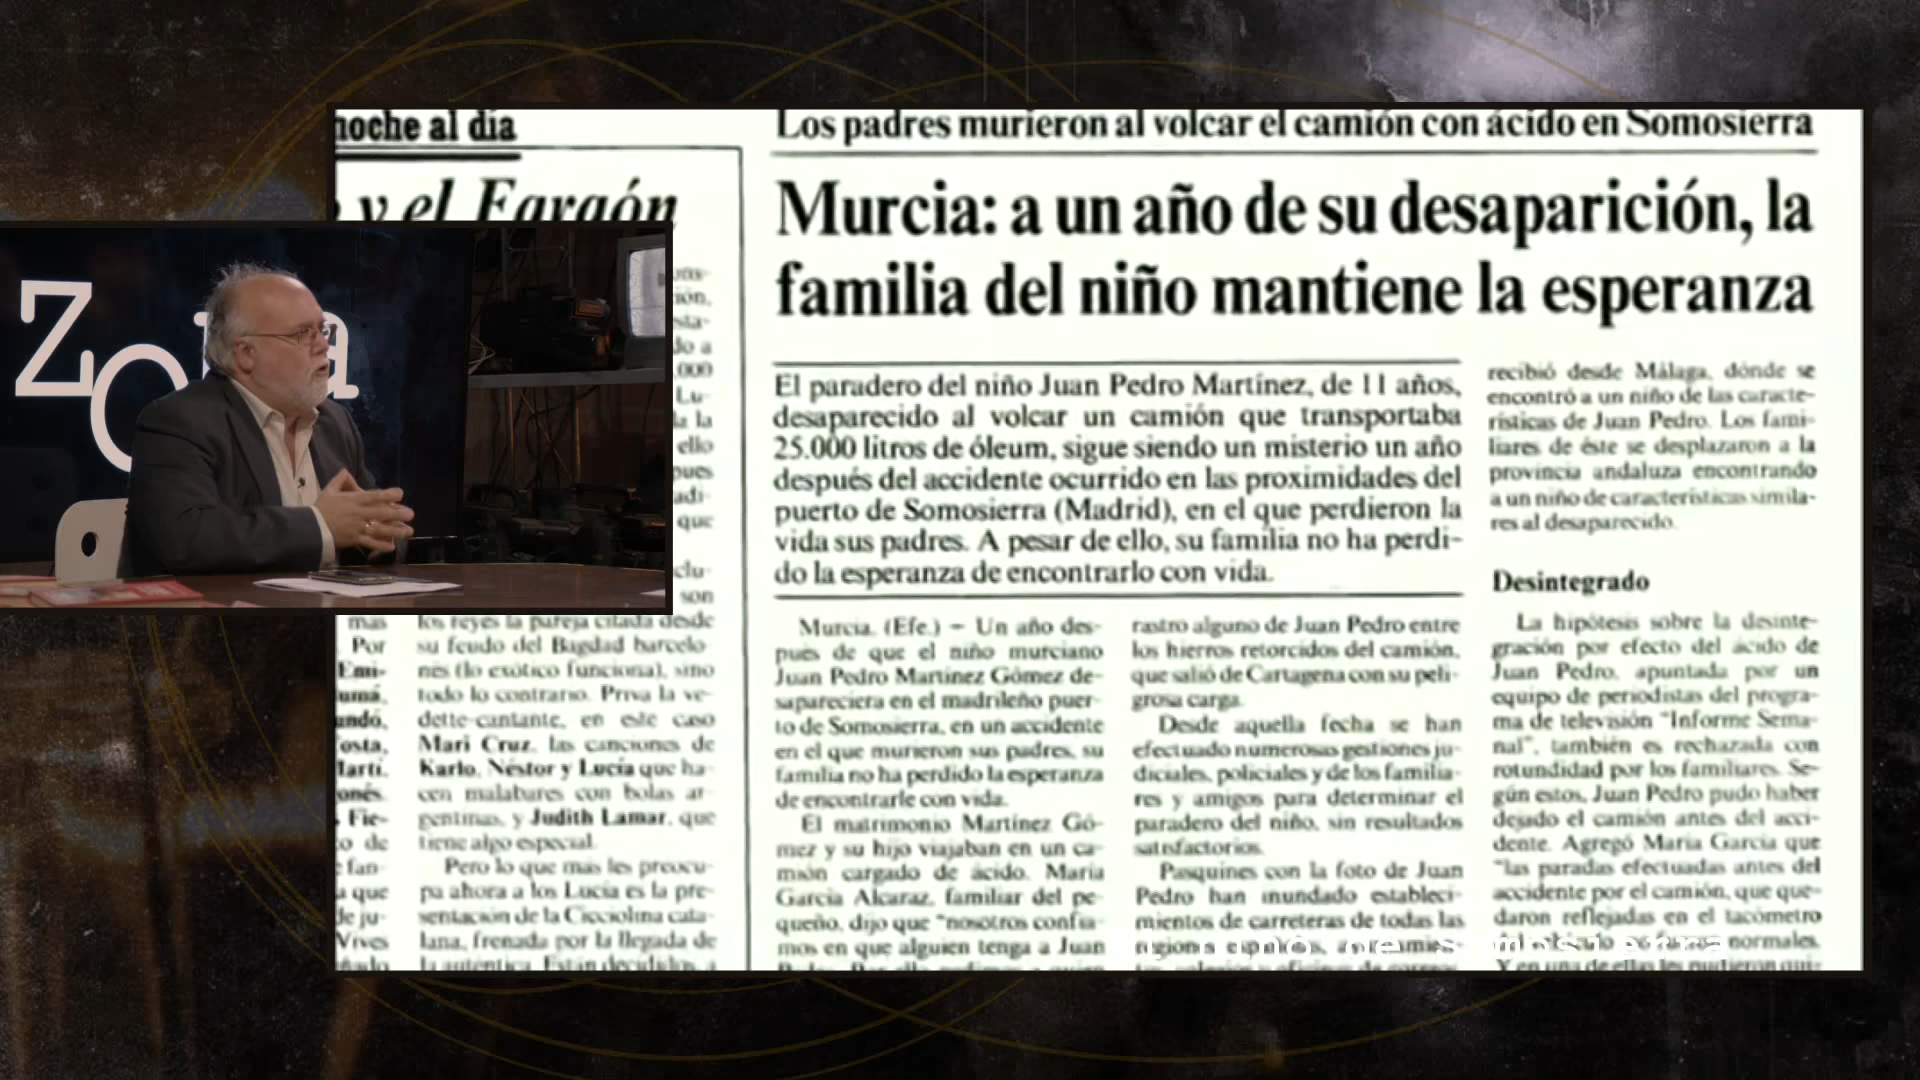 noche al día
y el Faraón
Los padres murieron al volcar el camión con ácido en Somosierra
Murcia: a un año de su desaparición, la
familia del niño mantiene la esperanza
El paradero del niño Juan Pedro Martínez, de 11 años,
desaparecido al volcar un camión que transportaba
25.000 litros de óleum, sigue siendo un misterio un año
después del accidente ocurrido en las proximidades del
puerto de Somosierra (Madrid), en el que perdieron la
vida sus padres. A pesar de ello, su familia no ha perdi-
do la esperanza de encontrarlo con vida.
Murcia. (Efe.) – Un año des-
pués de que el niño murciano
Juan Pedro Martínez Gómez de-
sapareciera en el madrileño puer-
to de Somosierra, en un accidente
en el que murieron sus padres, su
familia no ha perdido la esperanza
de encontrarle con vida.
El matrimonio Martínez Gó-
mez y su hijo viajaban en un ca-
mión cargado de ácido. María
García Alcaraz, familiar del pe-
queño, dijo que "nosotros confia-
mos en que alguien tenga a Juan
rastro alguno de Juan Pedro entre
los hierros retorcidos del camión,
que salió de Cartagena con su peli-
grosa carga.
Desde aquella fecha se han
efectuado numerosas gestiones ju-
diciales, policiales y de los familia-
res y amigos para determinar el
paradero del niño, sin resultados
satisfactorios.
Pasquines con la foto de Juan
Pedro han inundado estableci-
mientos de carreteras de todas las
recibió desde Málaga, dónde se
encontró a un niño de las caracte-
rísticas de Juan Pedro. Los fami-
liares de éste se desplazaron a la
provincia andaluza encontrando
a un niño de características simila-
res al desaparecido.
Desintegrado
La hipótesis sobre la desinte-
gración por efecto del ácido de
Juan Pedro, apuntada por un
equipo de periodistas del progra-
ma de televisión "Informe Sema-
nal", también es rechazada con
rotundidad por los familiares. Se-
gún estos, Juan Pedro pudo haber
dejado el camión antes del acci-
dente. Agregó María García que
"las paradas efectuadas antes del
accidente por el camión, que que-
daron reflejadas en el tacómetro
normales.
Y en una de ellas les pudieron qui-
ello
que
son
mas
Por
los reyes la pareja citada desde
su feudo del Bagdad barcelo-
nés (lo exótico funciona), sino
todo lo contrario. Priva la ve-
dette-cantante, en este caso
Mari Cruz, las canciones de
Karlo, Néstor y Lucía que ha-
cen malabares con bolas ar-
gentinas, y Judith Lamar, que
tiene algo especial.
Pero lo que más les preocu-
pa ahora a los Lucía es la pre-
sentación de la Cicciolina cata-
lana, frenada por la llegada de
la auténtica. Están decididos, a